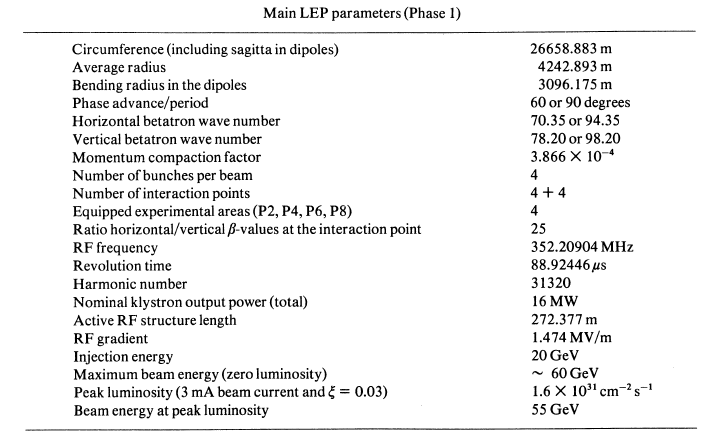 Main LEP parameters (Phase 1)
Circumference (including sagitta in dipoles) 26658.883 m
Average radius 4242.893 m
Bending radius in the dipoles 3096.175 m
Phase advance/period 60 or 90 degrees
Horizontal betatron wave number 70.35 or 94.35
Vertical betatron wave number 78.20 or 98.20
Momentum compaction factor 3.866 × 10⁻⁴
Number of bunches per beam 4
Number of interaction points 4 + 4
Equipped experimental areas (P2, P4, P6, P8) 4
Ratio horizontal/vertical β-values at the interaction point 25
RF frequency 352.20904 MHz
Revolution time 88.92446 μs
Harmonic number 31320
Nominal klystron output power (total) 16 MW
Active RF structure length 272.377 m
RF gradient 1.474 MV/m
Injection energy 20 GeV
Maximum beam energy (zero luminosity) ~ 60 GeV
Peak luminosity (3 mA beam current and ξ = 0.03) 1.6 × 10³¹ cm⁻² s⁻¹
Beam energy at peak luminosity 55 GeV